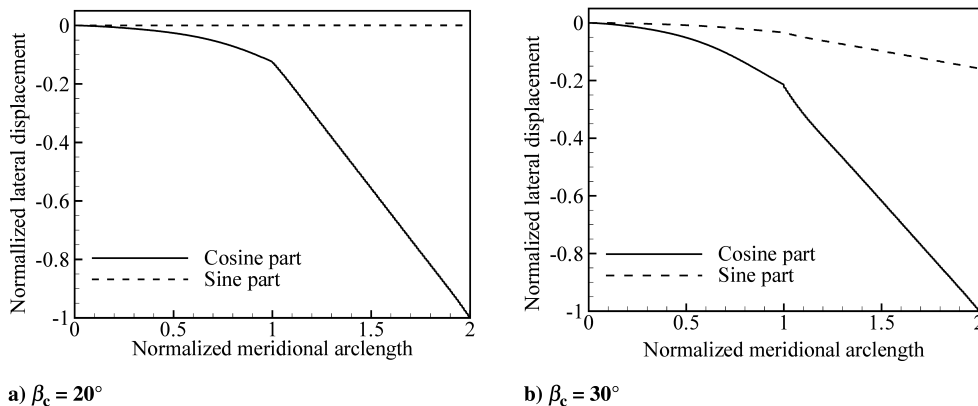 Normallized lateral displacement
0
-0.2
-0.4
-0.6
-0.8
-1
Cosine part
Sine part
0 0.5 1 1.5 2
Normalized meridional arclength
a) βc = 20°
Normalized lateral displacement
0
-0.2
-0.4
-0.6
-0.8
-1
Cosine part
Sine part
0 0.5 1 1.5 2
Normalized meridional arclength
b) βc = 30°